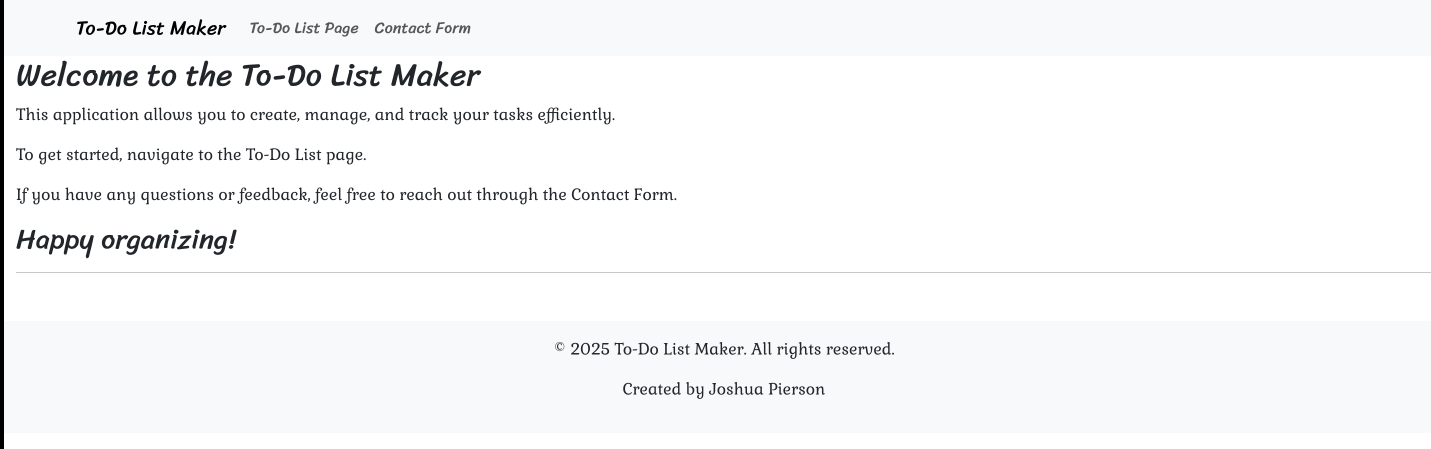 To-Do List Maker To-Do List Page Contact Form
Welcome to the To-Do List Maker
This application allows you to create, manage, and track your tasks efficiently.
To get started, navigate to the To-Do List page.
If you have any questions or feedback, feel free to reach out through the Contact Form.
Happy organizing!
© 2025 To-Do List Maker. All rights reserved.
Created by Joshua Pierson